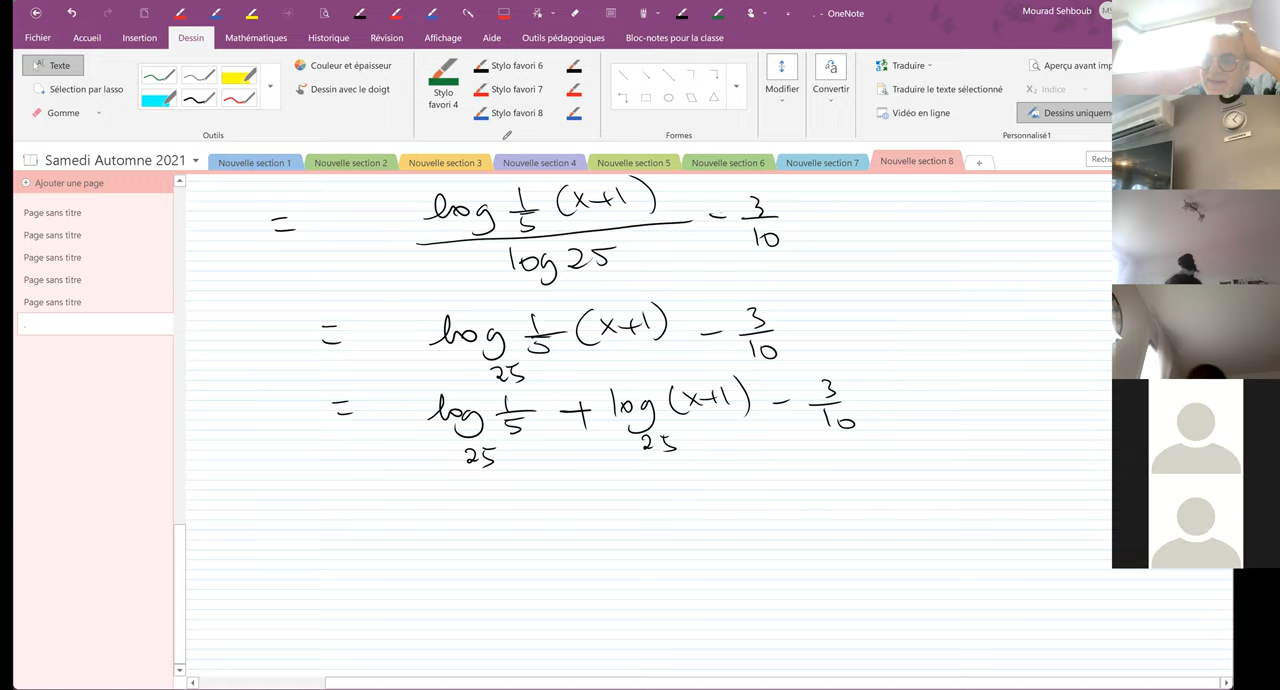 - OneNote
Mourad Sehboub
Fichier Accueil Insertion Dessin Mathématiques Historique Révision Affichage Aide Outils pédagogiques Bloc-notes pour la classe
Texte
Sélection par lasso
Gomme
Outils
Couleur et épaisseur
Dessin avec le doigt
Stylo favori 4
Stylo favori 6
Stylo favori 7
Stylo favori 8
Formes
Modifier
Convertir
Traduire
Traduire le texte sélectionné
Vidéo en ligne
Aperçu avant imp
Indice
Dessins uniqueme
Personnalisé1
Samedi Automne 2021
Nouvelle section 1 Nouvelle section 2 Nouvelle section 3 Nouvelle section 4 Nouvelle section 5 Nouvelle section 6 Nouvelle section 7 Nouvelle section 8 +
Reche
Ajouter une page
Page sans titre
Page sans titre
Page sans titre
Page sans titre
Page sans titre
= log 1/5 (x+1) / log 25 - 3/10
= log₂₅ 1/5 (x+1) - 3/10
= log₂₅ 1/5 + log₂₅ (x+1) - 3/10